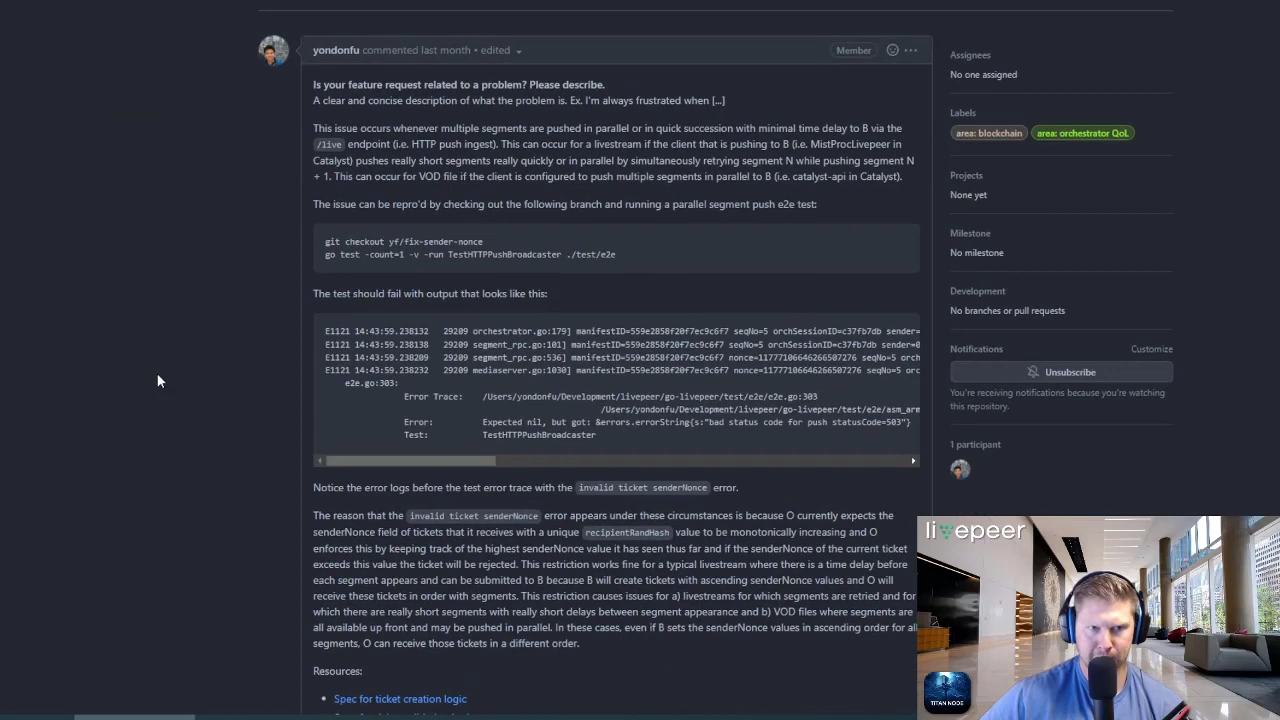 yondonfu commented last month • edited
Member
Is your feature request related to a problem? Please describe.
A clear and concise description of what the problem is. Ex. I'm always frustrated when [...]
This issue occurs whenever multiple segments are pushed in parallel or in quick succession with minimal time delay to B via the
/live endpoint (i.e. HTTP push ingest). This can occur for a livestream if the client that is pushing to B (i.e. MistProcLivepeer in
Catalyst) pushes really short segments really quickly or in parallel by simultaneously retrying segment N while pushing segment N
+ 1. This can occur for VOD file if the client is configured to push multiple segments in parallel to B (i.e. catalyst-api in Catalyst).
The issue can be repro'd by checking out the following branch and running a parallel segment push e2e test:
git checkout yf/fix-sender-nonce
go test -count=1 -v -run TestHTTPPushBroadcaster ./test/e2e
The test should fail with output that looks like this:
E1121 14:43:59.238132 29209 orchestrator.go:179] manifestID=559e2858f20f7ec9c6f7 seqNo=5 orchSessionID=c37fb7db sender=
E1121 14:43:59.238138 29209 segment_rpc.go:101] manifestID=559e2858f20f7ec9c6f7 seqNo=5 orchSessionID=c37fb7db sender=0
E1121 14:43:59.238209 29209 segment_rpc.go:536] manifestID=559e2858f20f7ec9c6f7 nonce=11777106646266507276 seqNo=5 orch
E1121 14:43:59.238132 29209 mediaserver.go:1030] manifestID=559e2858f20f7ec9c6f7 nonce=11777106646266507276 seqNo=5 oc
e2e.go:303:
Error Trace: /Users/yondonfu/Development/livepeer/go-livepeer/test/e2e/e2e.go:303
/Users/yondonfu/Development/livepeer/go-livepeer/test/e2e/asm_arm
Error: Expected nil, but got: &errors.errorString{s:"bad status code for push statusCode=503"}
Test: TestHTTPPushBroadcaster
Notice the error logs before the test error trace with the invalid ticket senderNonce error.
The reason that the invalid ticket senderNonce error appears under these circumstances is because O currently expects the
senderNonce field of tickets that it receives with a unique recipientRandHash value to be monotonically increasing and O
enforces this by keeping track of the highest senderNonce value it has seen thus far and if the senderNonce of the current ticket
exceeds this value the ticket will be rejected. This restriction works fine for a typical livestream where there is a time delay before
each segment appears and can be submitted to B because B will create tickets with ascending senderNonce values and O will
receive these tickets in order with segments. This restriction causes issues for a) livestreams for which segments are retried and for
which there are really short segments with really short delays between segment appearance and b) VOD files where segments are
all available up front and may be pushed in parallel. In these cases, even if B sets the senderNonce values in ascending order for all
segments, O can receive those tickets in a different order.
Resources:
• Spec for ticket creation logic
Assignees
No one assigned
Labels
area: blockchain area: orchestrator QoL
Projects
None yet
Milestone
No milestone
Development
No branches or pull requests
Notifications Customize
Unsubscribe
You're receiving notifications because you're watching
this repository.
1 participant
livepeer
TITAN NODE